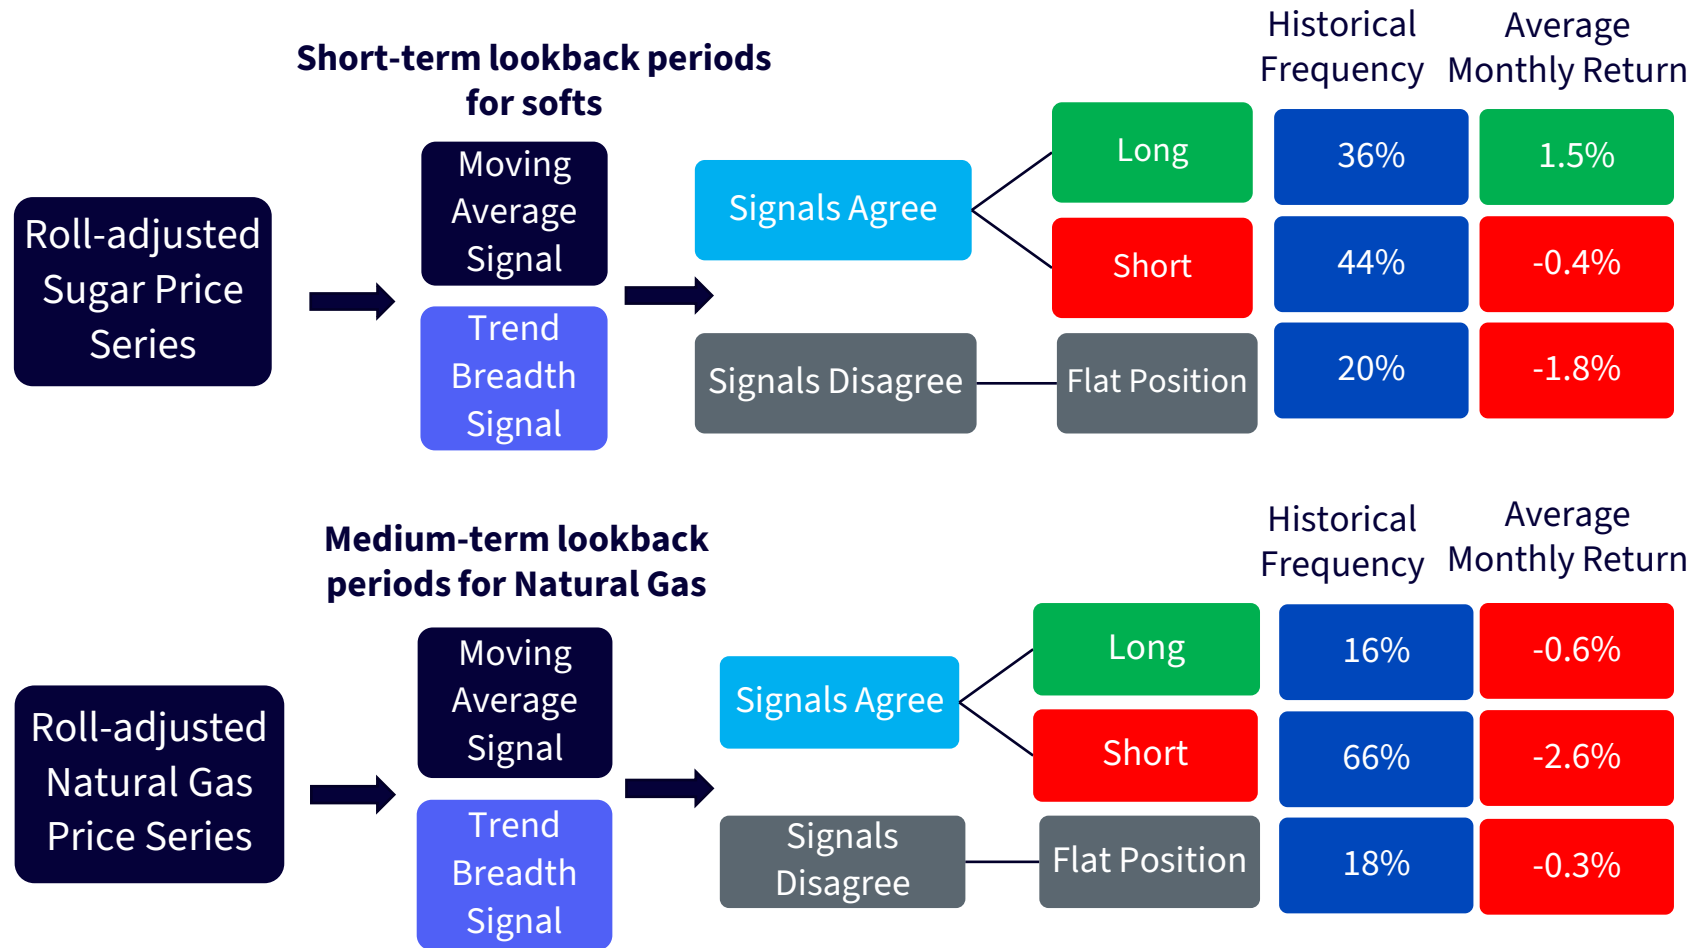 Short-term lookback periods
for softs
Historical
Frequency
Average
Monthly Return
Roll-adjusted
Sugar Price
Series
Moving
Average
Signal
Trend
Breadth
Signal
Signals Agree
Long
36%
1.5%
Short
44%
-0.4%
Signals Disagree
Flat Position
20%
-1.8%
Medium-term lookback
periods for Natural Gas
Historical
Frequency
Average
Monthly Return
Roll-adjusted
Natural Gas
Price Series
Moving
Average
Signal
Trend
Breadth
Signal
Signals Agree
Long
16%
-0.6%
Short
66%
-2.6%
Signals
Disagree
Flat Position
18%
-0.3%